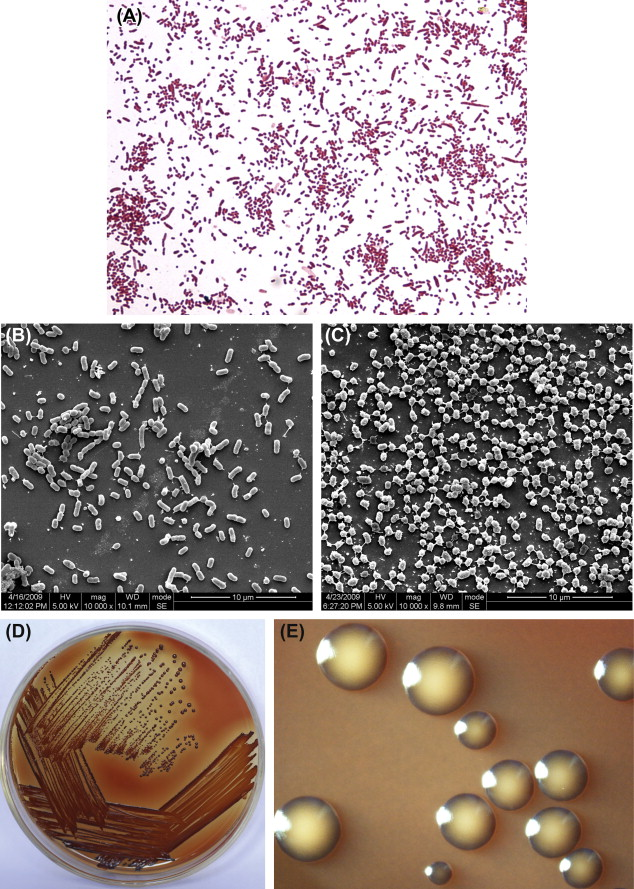 (A)
(B)
4/16/2009 HV mag WD mode
12:12:02 PM 5.00 kV 10 000 x 10.1 mm SE
10 µm
(C)
4/23/2009 HV mag WD mode
6:27:20 PM 5.00 kV 10 000 x 9.8 mm SE
10 µm
(D)
(E)